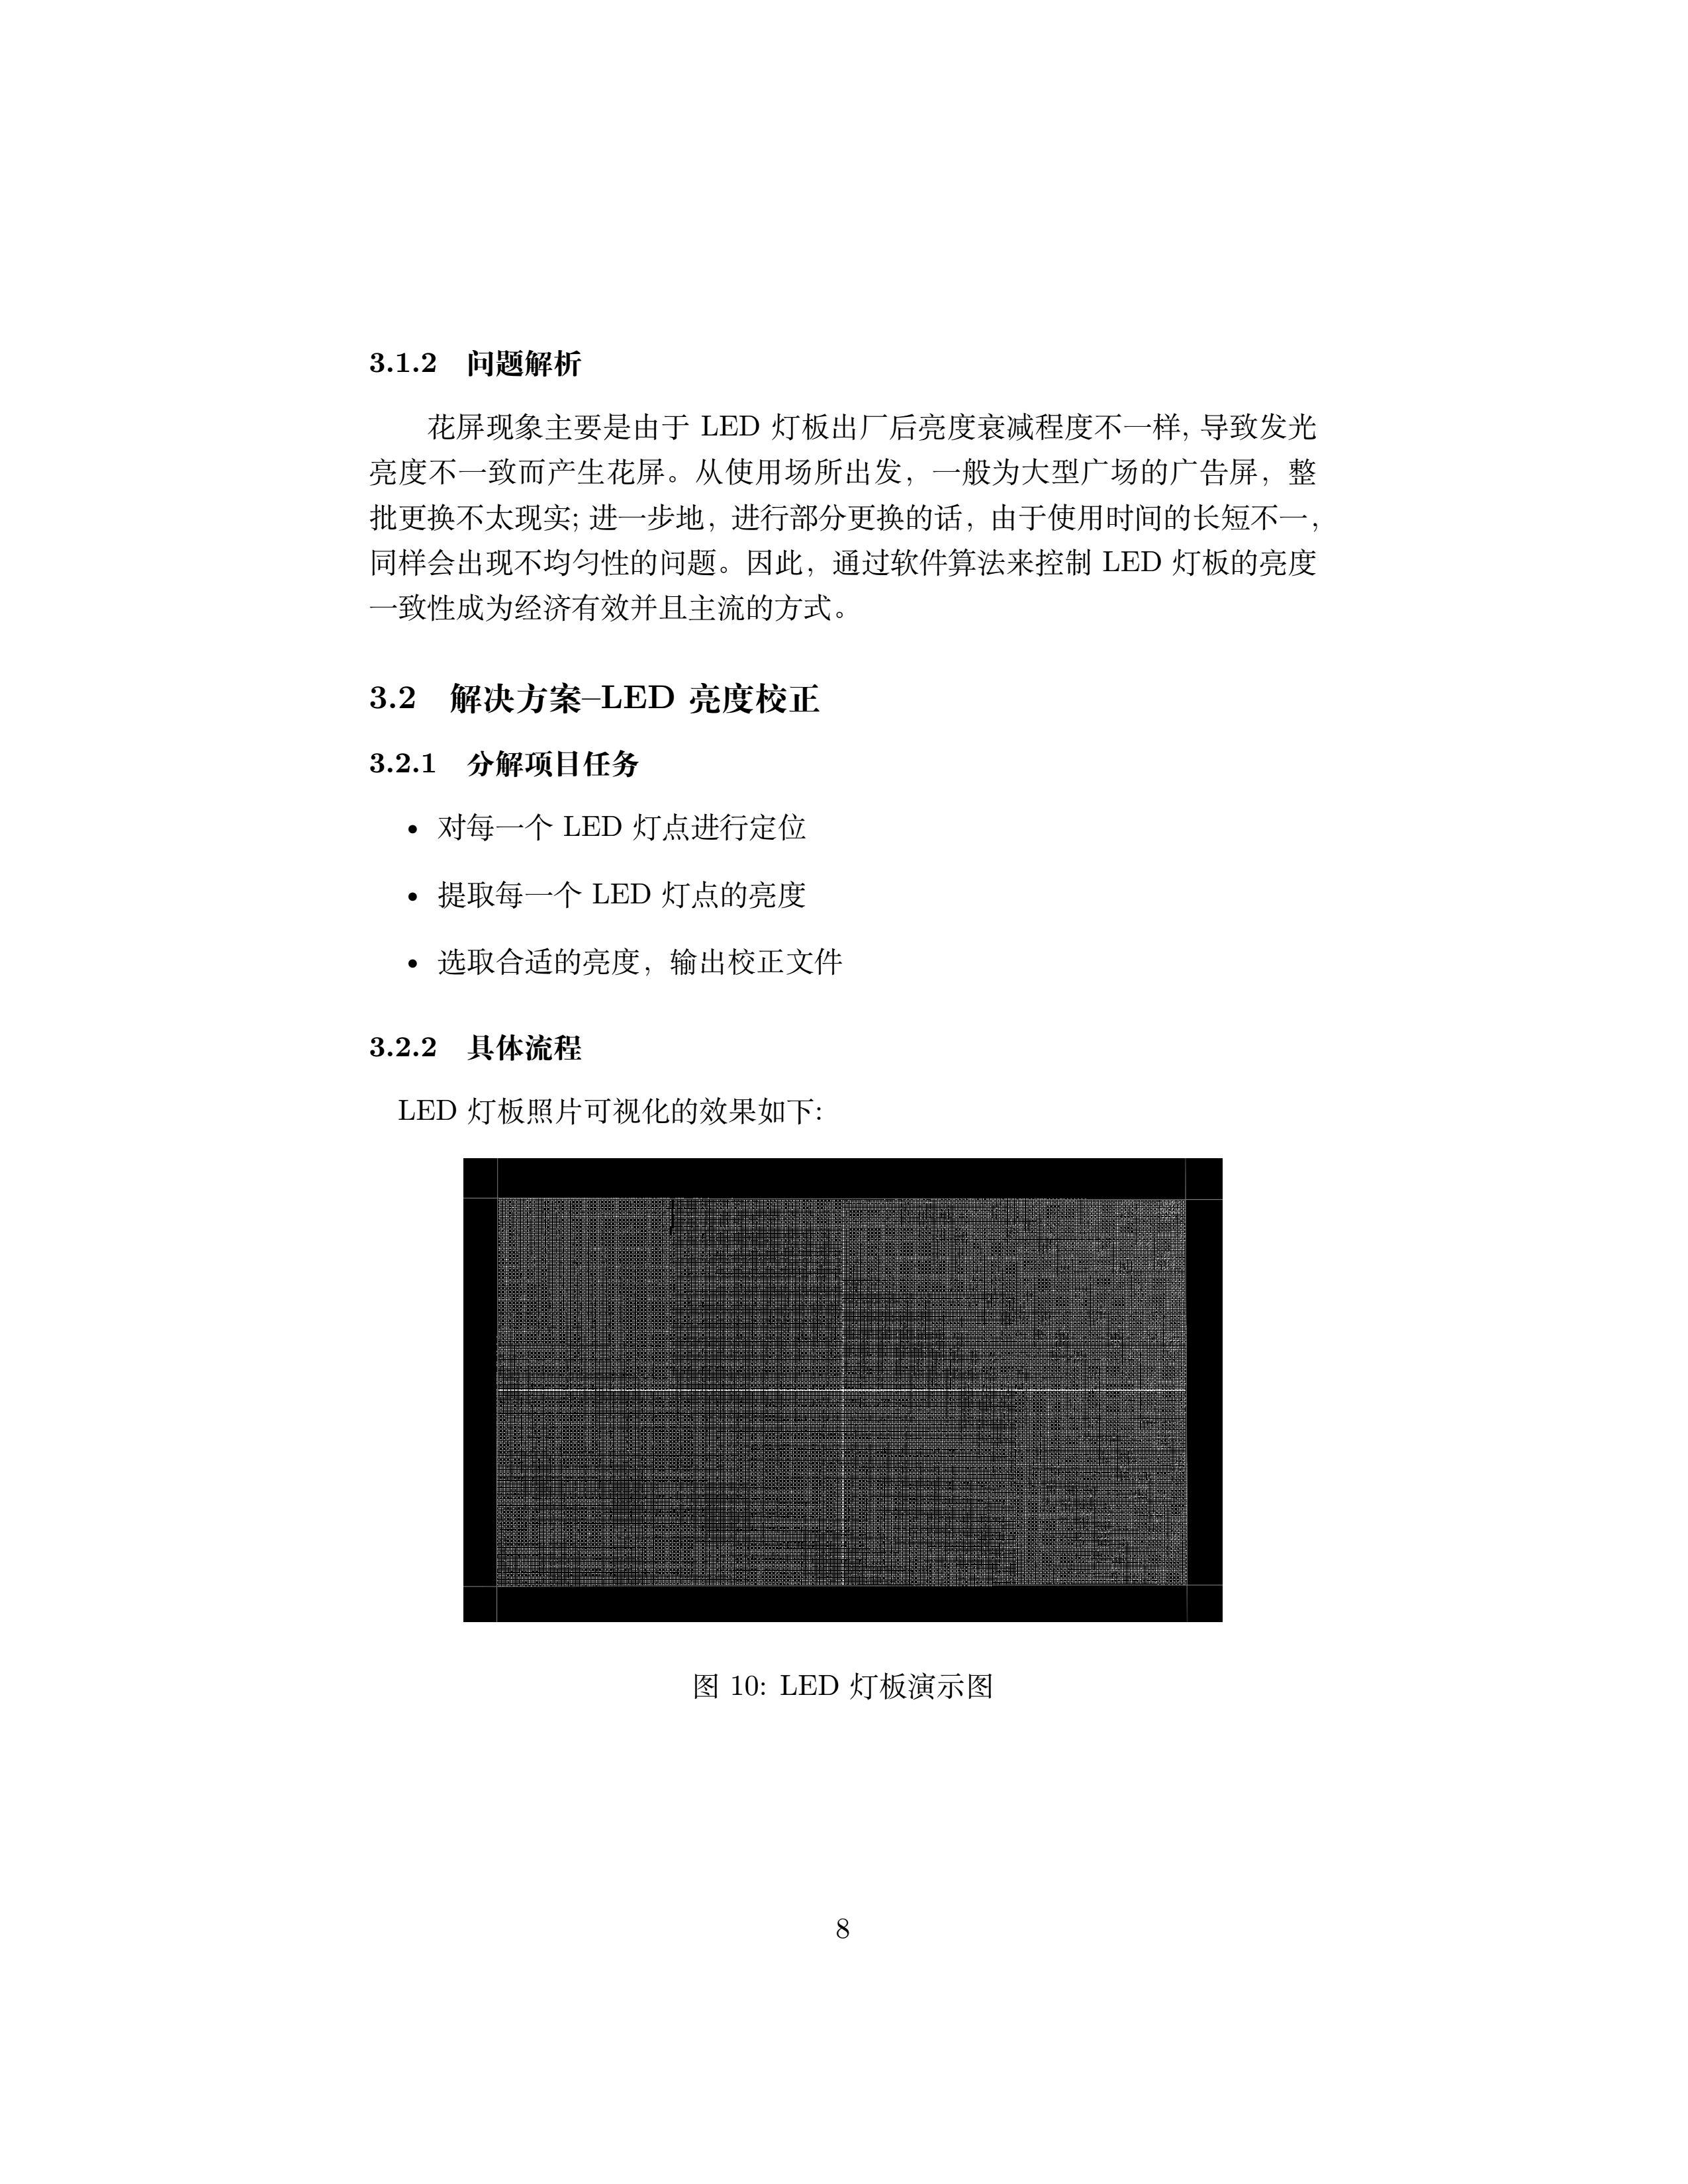 3.1.2 问题解析
花屏现象主要是由于 LED 灯板出厂后亮度衰减程度不一样, 导致发光
亮度不一致而产生花屏。从使用场所出发，一般为大型广场的广告屏，整
批更换不太现实; 进一步地，进行部分更换的话，由于使用时间的长短不一，
同样会出现不均匀性的问题。因此，通过软件算法来控制 LED 灯板的亮度
一致性成为经济有效并且主流的方式。
3.2 解决方案–LED 亮度校正
3.2.1 分解项目任务
• 对每一个 LED 灯点进行定位
• 提取每一个 LED 灯点的亮度
• 选取合适的亮度，输出校正文件
3.2.2 具体流程
LED 灯板照片可视化的效果如下:
图 10: LED 灯板演示图
8